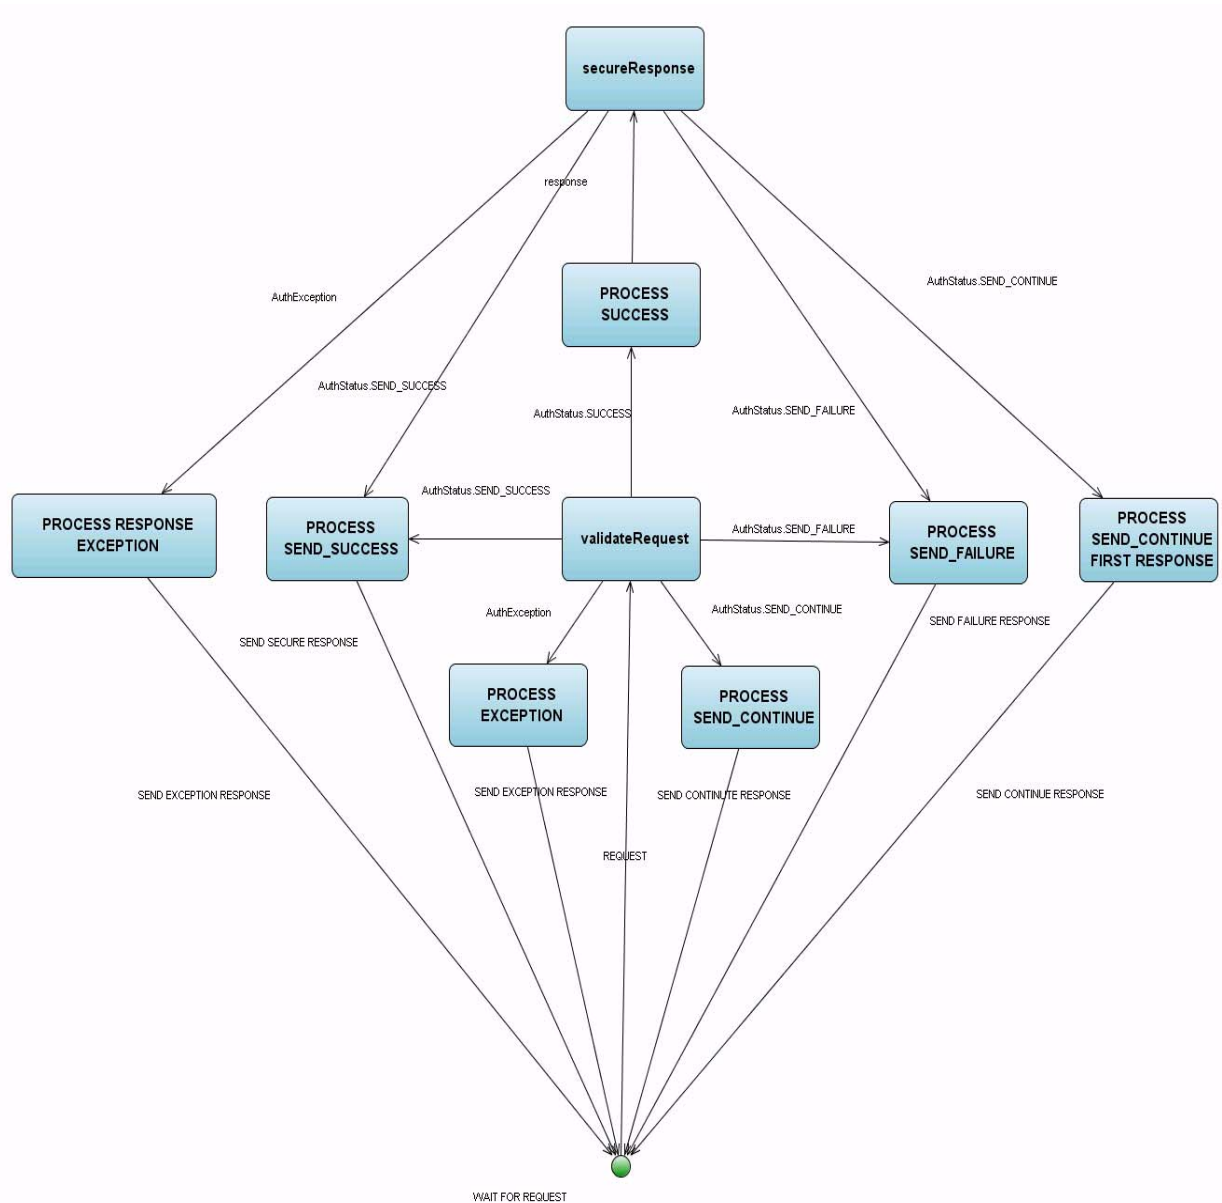 secureResponse
response
PROCESS
SUCCESS
AuthStatus.SEND_CONTINUE
AuthException
AuthStatus.SEND_SUCCESS
AuthStatus.SUCCESS
AuthStatus.SEND_FAILURE
PROCESS RESPONSE
EXCEPTION
PROCESS
SEND_SUCCESS
AuthStatus.SEND_SUCCESS
validateRequest
AuthStatus.SEND_FAILURE
PROCESS
SEND_FAILURE
PROCESS
SEND_CONTINUE
FIRST RESPONSE
AuthException
AuthStatus.SEND_CONTINUE
SEND SECURE RESPONSE
SEND FAILURE RESPONSE
PROCESS
EXCEPTION
PROCESS
SEND_CONTINUE
SEND EXCEPTION RESPONSE
SEND EXCEPTION RESPONSE
SEND CONTINUTE RESPONSE
SEND CONTINUE RESPONSE
REQUEST
WAIT FOR REQUEST